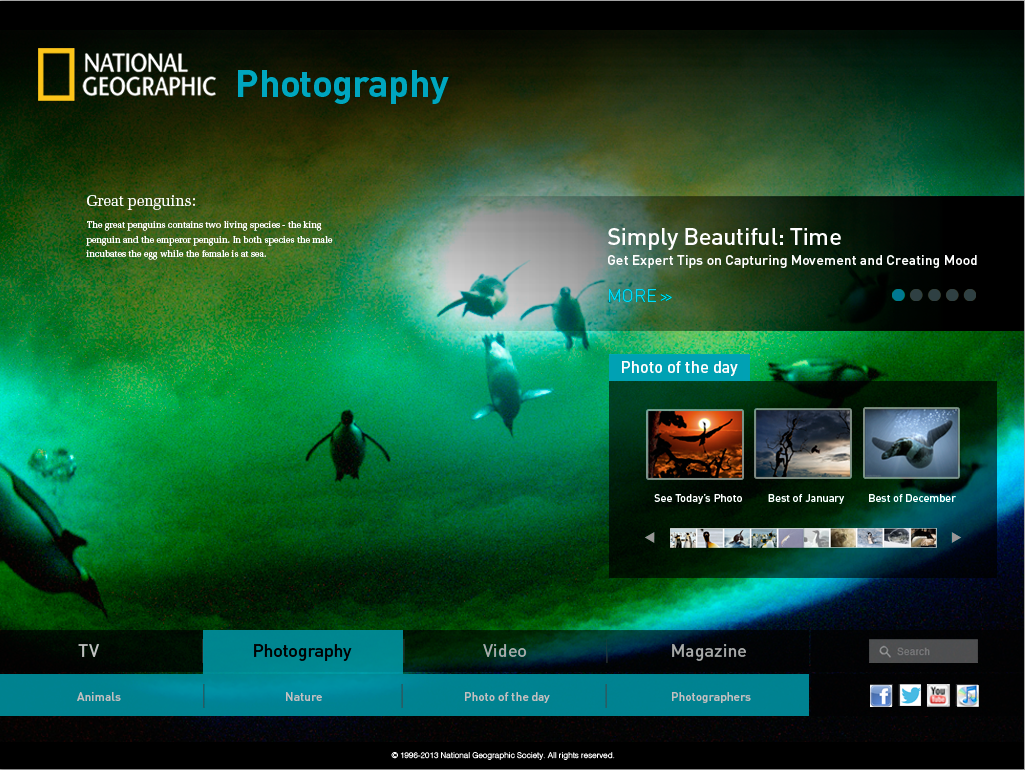 NATIONAL
GEOGRAPHIC
Photography
Great penguins:
The great penguins contains two living species - the king
penguin and the emperor penguin. In both species the male
incubates the egg while the female is at sea.
Simply Beautiful: Time
Get Expert Tips on Capturing Movement and Creating Mood
MORE >>
Photo of the day
See Today's Photo
Best of January
Best of December
TV
Photography
Video
Magazine
Search
Animals
Nature
Photo of the day
Photographers
f
You
Tube
© 1996-2013 National Geographic Society. All rights reserved.